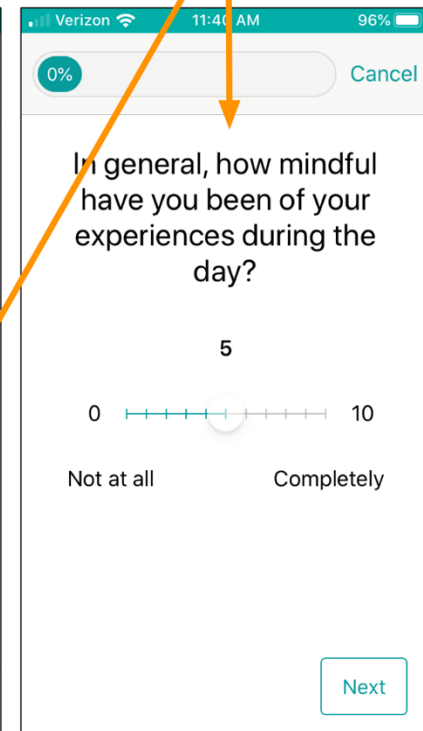 Verizon 11:40 AM 96%
0% Cancel
In general, how mindful
have you been of your
experiences during the
day?
5
0 10
Not at all Completely
Next